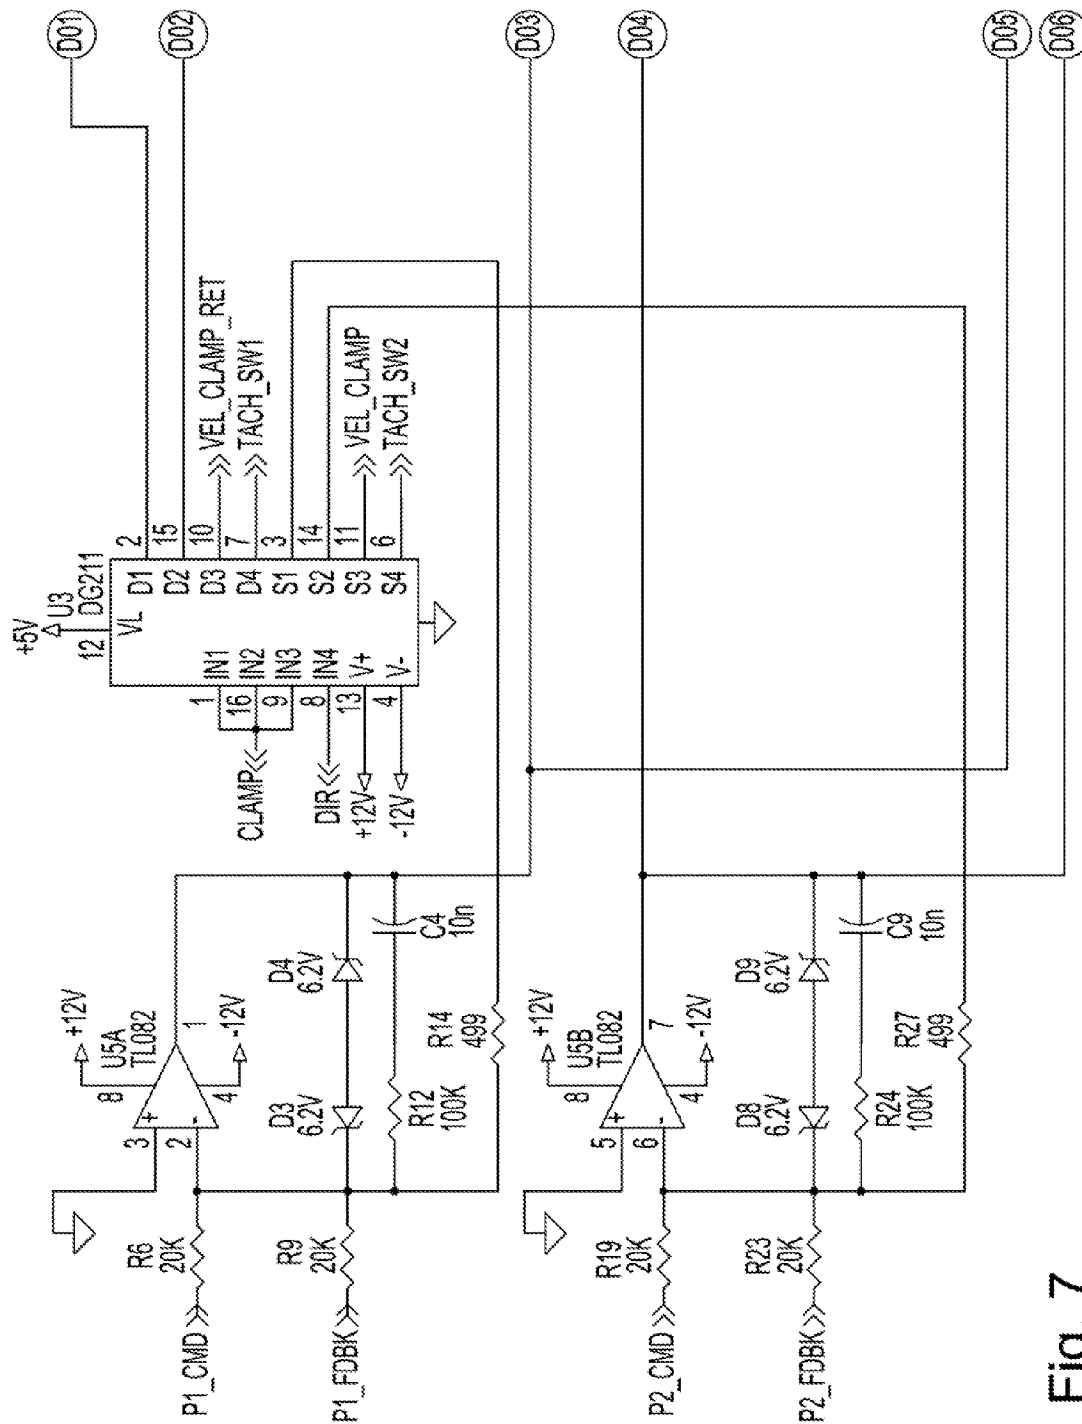 D01
D02
D03
D04
D05
D06
+5V
U3
DG211
12
VL
1 IN1
16 IN2
9 IN3
8 IN4
13 V+
4 V-
D1 2
D2 15
D3 10
D4 7
S1 3
S2 14
S3 11
S4 6
CLAMP
DIR
+12V
-12V
VEL_CLAMP_RET
TACH_SW1
VEL_CLAMP
TACH_SW2
P1_CMD
R6
20K
P1_FDBK
R9
20K
3
+
2
-
8
+12V
U5A
TL082
1
4
-12V
D3
6.2V
D4
6.2V
R12
100K
C4
10n
R14
499
P2_CMD
R19
20K
P2_FDBK
R23
20K
5
+
6
-
8
+12V
U5B
TL082
7
4
-12V
D8
6.2V
D9
6.2V
R24
100K
C9
10n
R27
499
Fig. 7